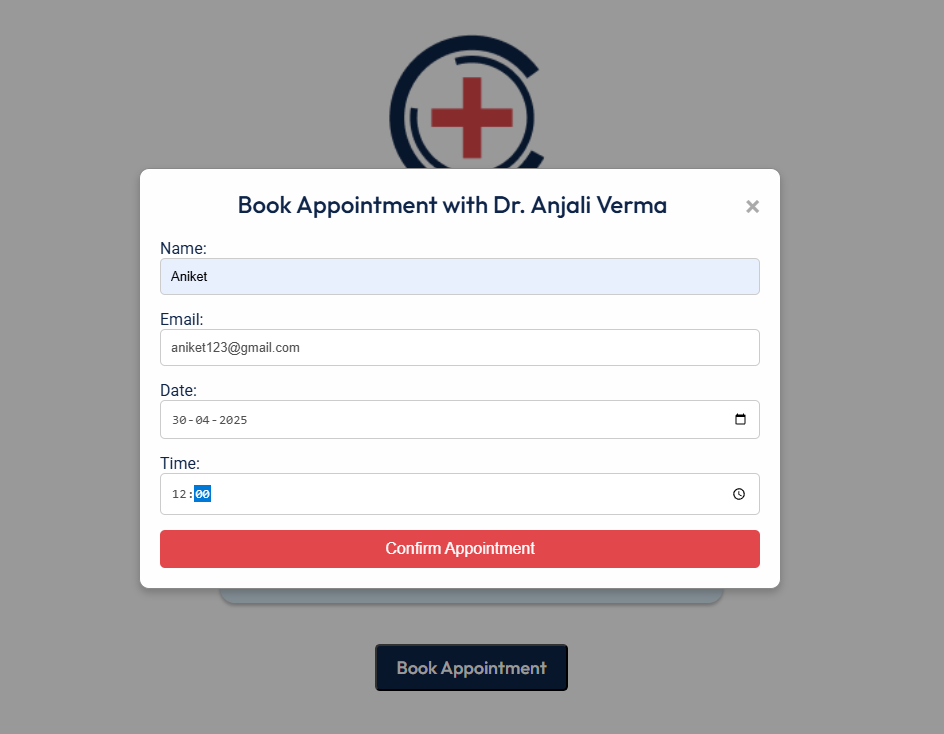 Book Appointment with Dr. Anjali Verma ×
Name:
Aniket
Email:
aniket123@gmail.com
Date:
30-04-2025
Time:
12:00
Confirm Appointment
Book Appointment